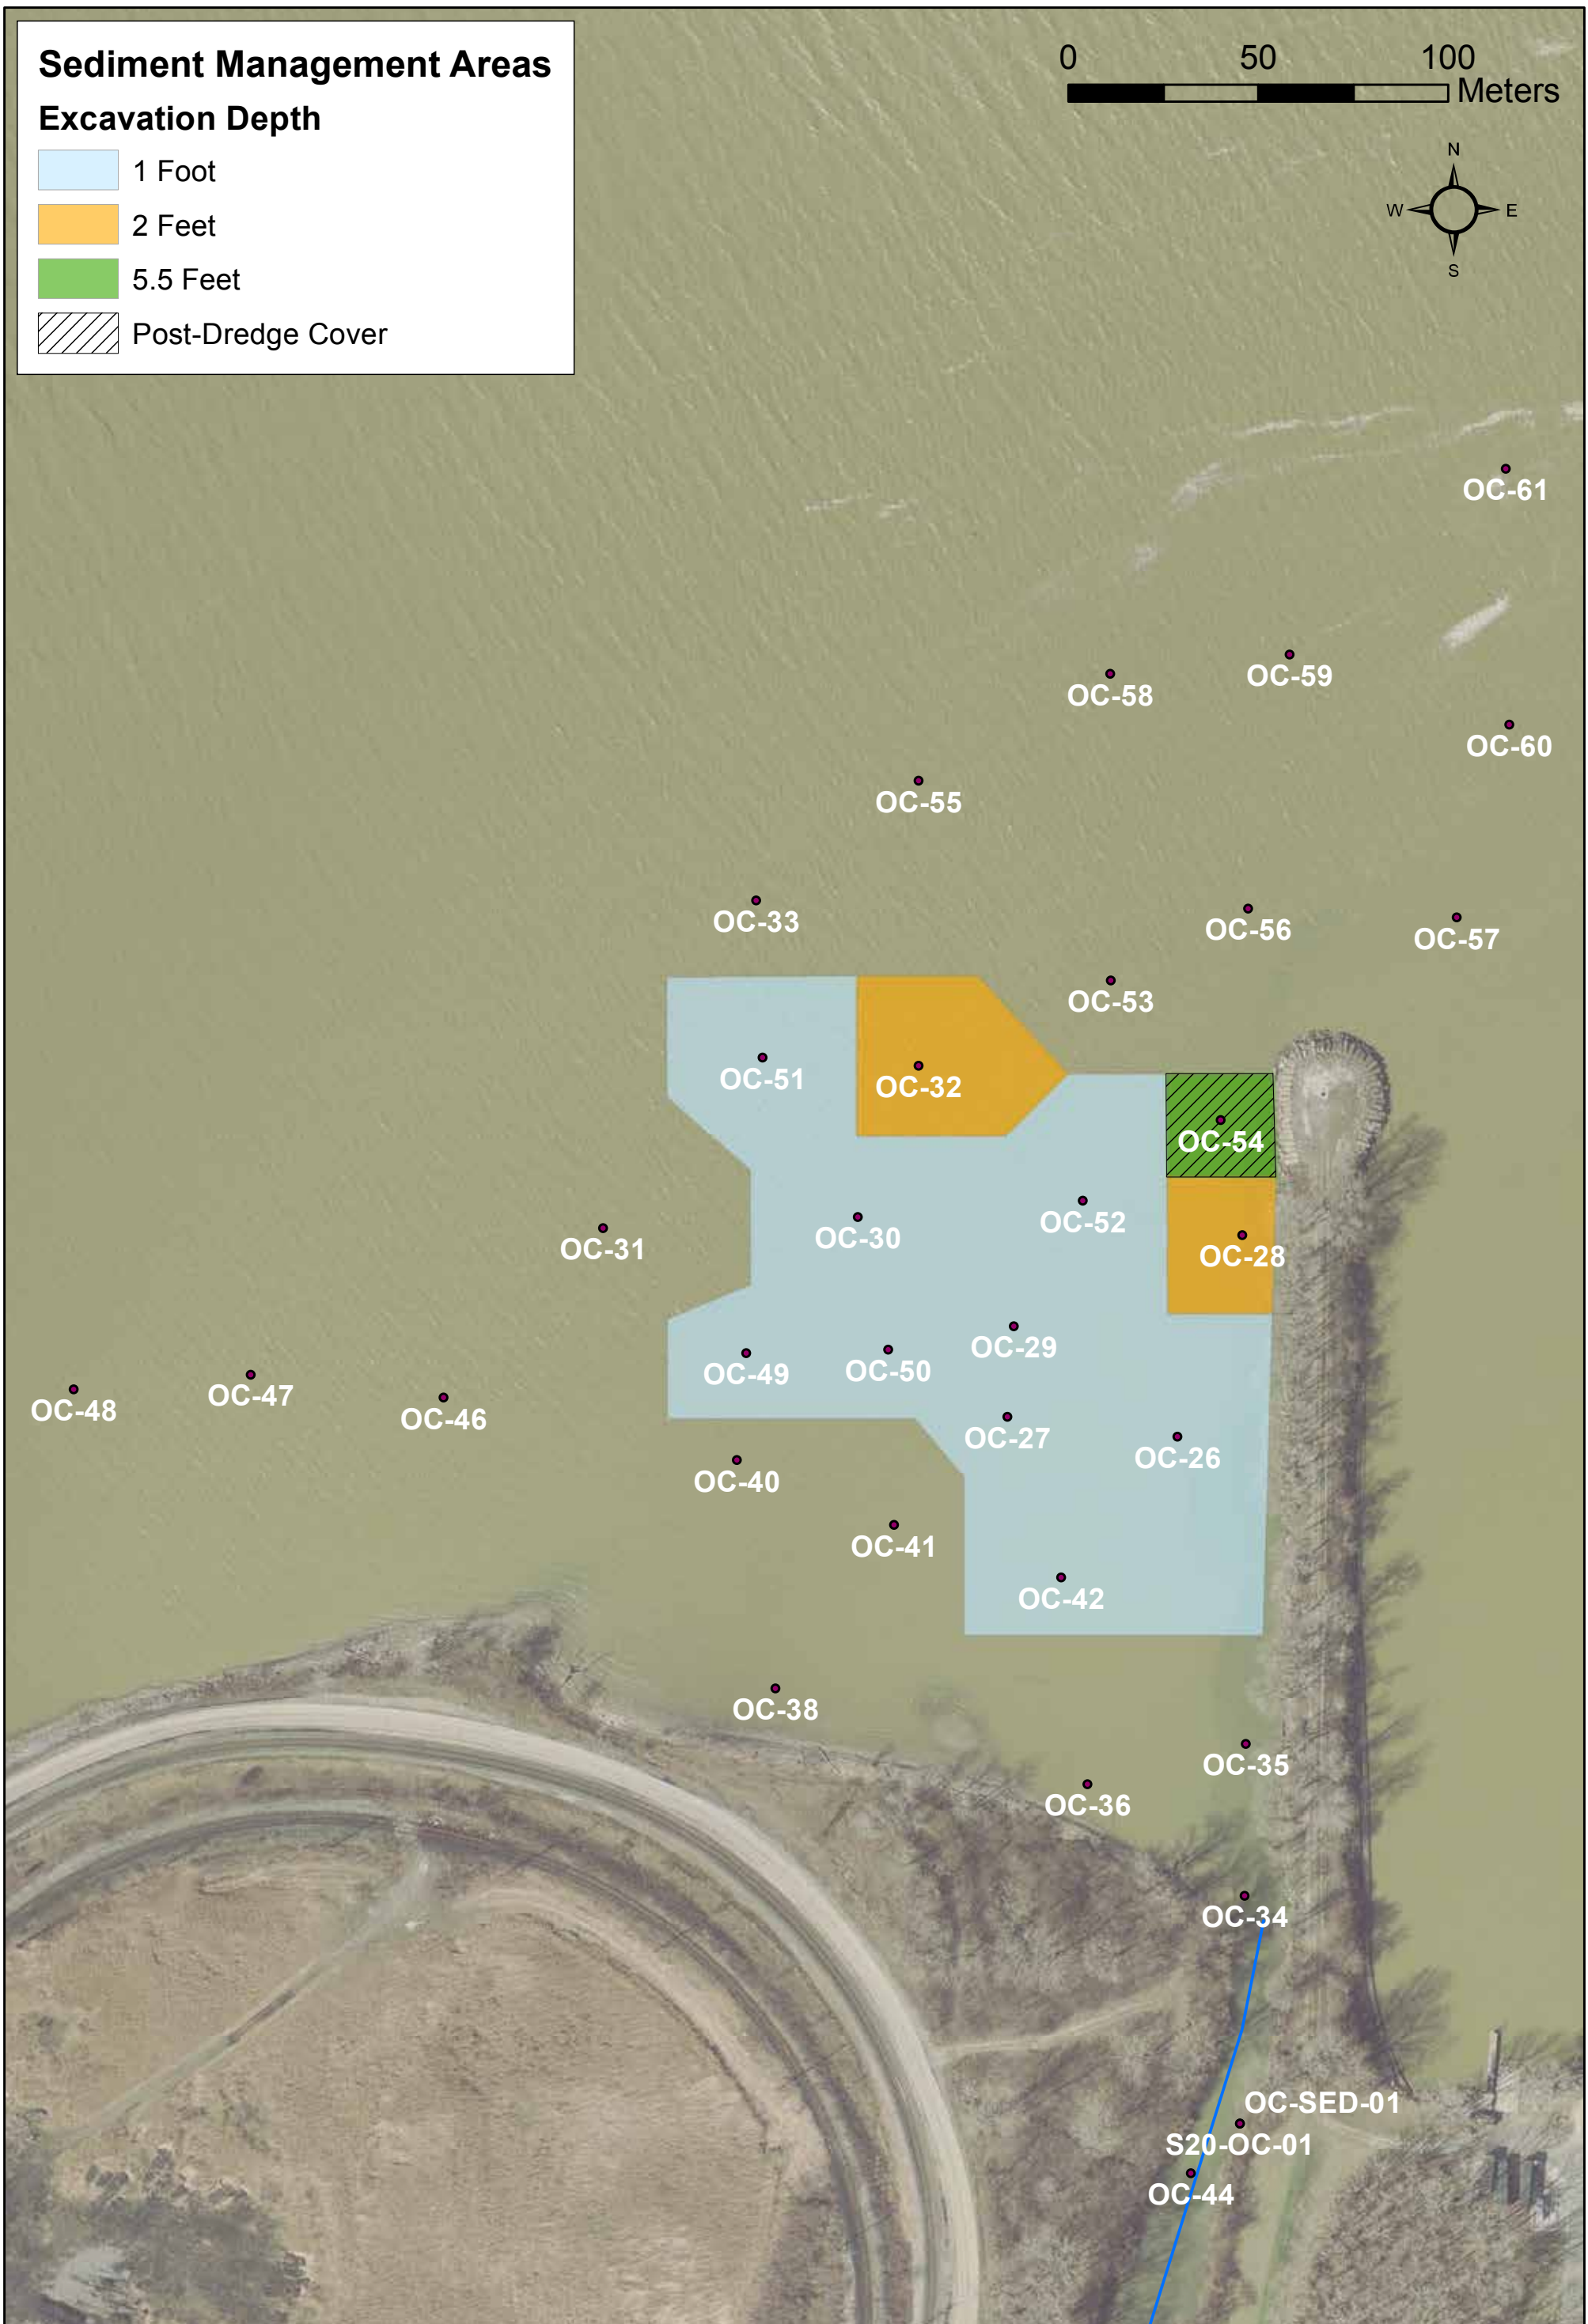 Sediment Management Areas
Excavation Depth
1 Foot
2 Feet
5.5 Feet
Post-Dredge Cover
0 50 100
Meters
N
W E
S
OC-61
OC-59
OC-58
OC-60
OC-55
OC-33
OC-56
OC-57
OC-53
OC-51
OC-32
OC-54
OC-52
OC-30
OC-31
OC-28
OC-29
OC-50
OC-49
OC-47
OC-48
OC-46
OC-27
OC-26
OC-40
OC-41
OC-42
OC-38
OC-35
OC-36
OC-34
OC-SED-01
S20-OC-01
OC-44